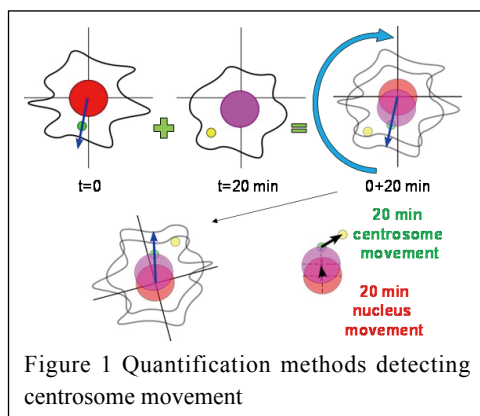 t=0
t=20 min
0+20 min
20 min
centrosome
movement
20 min
nucleus
movement
Figure 1 Quantification methods detecting
centrosome movement